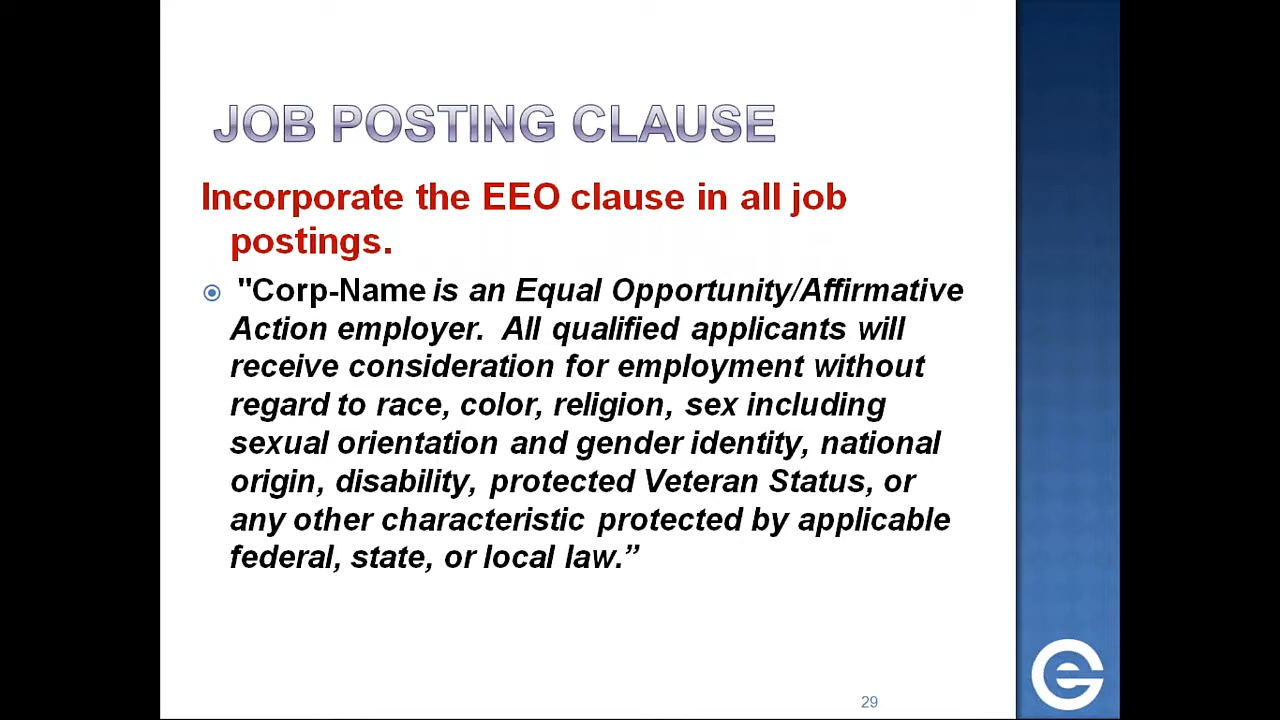 JOB POSTING CLAUSE
Incorporate the EEO clause in all job
postings.
"Corp-Name is an Equal Opportunity/Affirmative
Action employer.  All qualified applicants will
receive consideration for employment without
regard to race, color, religion, sex including
sexual orientation and gender identity, national
origin, disability, protected Veteran Status, or
any other characteristic protected by applicable
federal, state, or local law.”
29